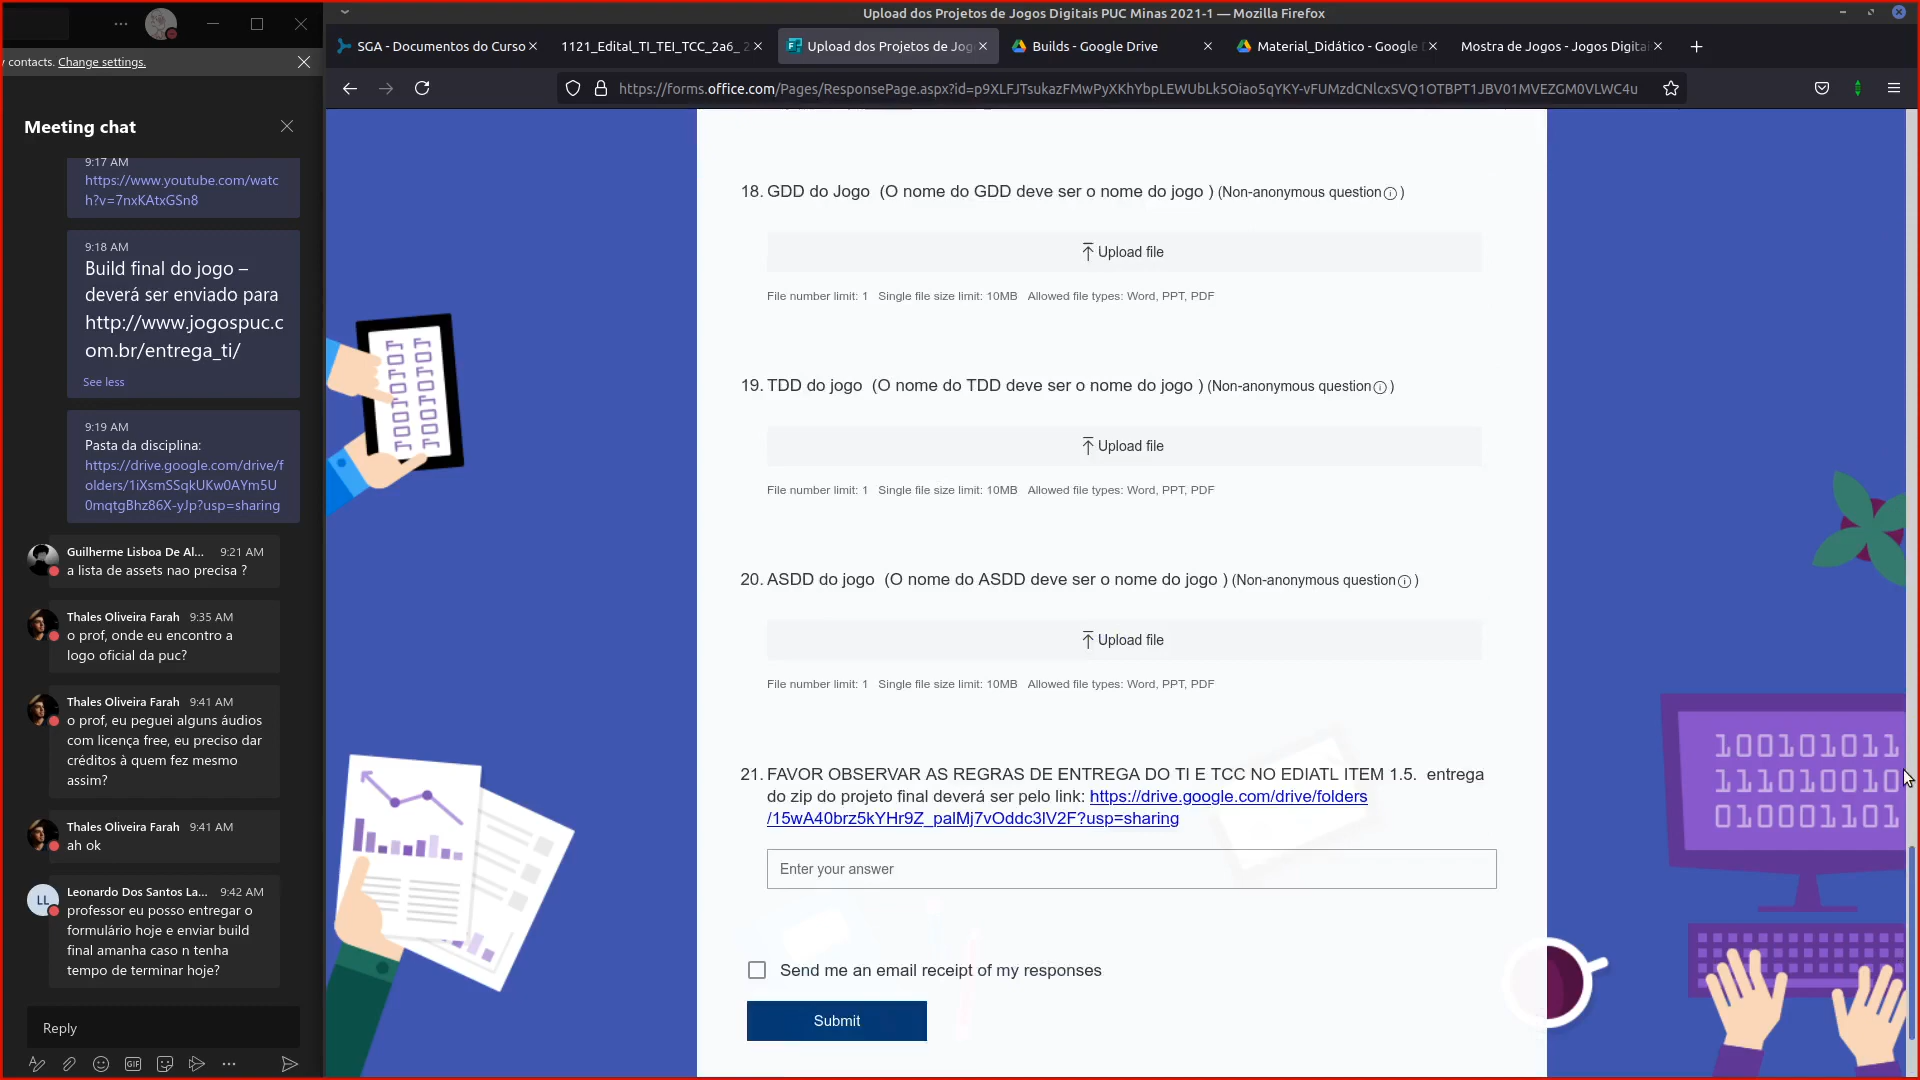 Upload dos Projetos de Jogos Digitais PUC Minas 2021-1 — Mozilla Firefox
SGA - Documentos do Curso
1121_Edital_TI_TEI_TCC_2a6_
Upload dos Projetos de Jog
Builds - Google Drive
Material_Didático - Google
Mostra de Jogos - Jogos Digita
https://forms.office.com/Pages/ResponsePage.aspx?id=p9XLFJTsukazFMwPyXKhYbpLEWUbLk5Oiao5qYKY-vFUMzdCNlcxSVQ1OTBPT1JBV01MVEZGM0VLWC4u
contacts. Change settings.
Meeting chat
9:17 AM
https://www.youtube.com/watc
h?v=7nxKAtxGSn8
9:18 AM
Build final do jogo –
deverá ser enviado para
http://www.jogospuc.c
om.br/entrega_ti/
See less
9:19 AM
Pasta da disciplina:
https://drive.google.com/drive/f
olders/1iXsmSSqkUKw0AYm5U
0mqtgBhz86X-yJp?usp=sharing
Guilherme Lisboa De Al... 9:21 AM
a lista de assets nao precisa ?
Thales Oliveira Farah 9:35 AM
o prof, onde eu encontro a
logo oficial da puc?
Thales Oliveira Farah 9:41 AM
o prof, eu peguei alguns áudios
com licença free, eu preciso dar
créditos à quem fez mesmo
assim?
Thales Oliveira Farah 9:41 AM
ah ok
LL
Leonardo Dos Santos La... 9:42 AM
professor eu posso entregar o
formulário hoje e enviar build
final amanha caso n tenha
tempo de terminar hoje?
Reply
GIF
18. GDD do Jogo (O nome do GDD deve ser o nome do jogo ) (Non-anonymous question)
Upload file
File number limit: 1 Single file size limit: 10MB Allowed file types: Word, PPT, PDF
19. TDD do jogo (O nome do TDD deve ser o nome do jogo ) (Non-anonymous question)
Upload file
File number limit: 1 Single file size limit: 10MB Allowed file types: Word, PPT, PDF
20. ASDD do jogo (O nome do ASDD deve ser o nome do jogo ) (Non-anonymous question)
Upload file
File number limit: 1 Single file size limit: 10MB Allowed file types: Word, PPT, PDF
21. FAVOR OBSERVAR AS REGRAS DE ENTREGA DO TI E TCC NO EDIATL ITEM 1.5. entrega
do zip do projeto final deverá ser pelo link: https://drive.google.com/drive/folders
/15wA40brz5kYHr9Z_palMj7vOddc3lV2F?usp=sharing
Enter your answer
Send me an email receipt of my responses
Submit
100101011
111010010
010001101